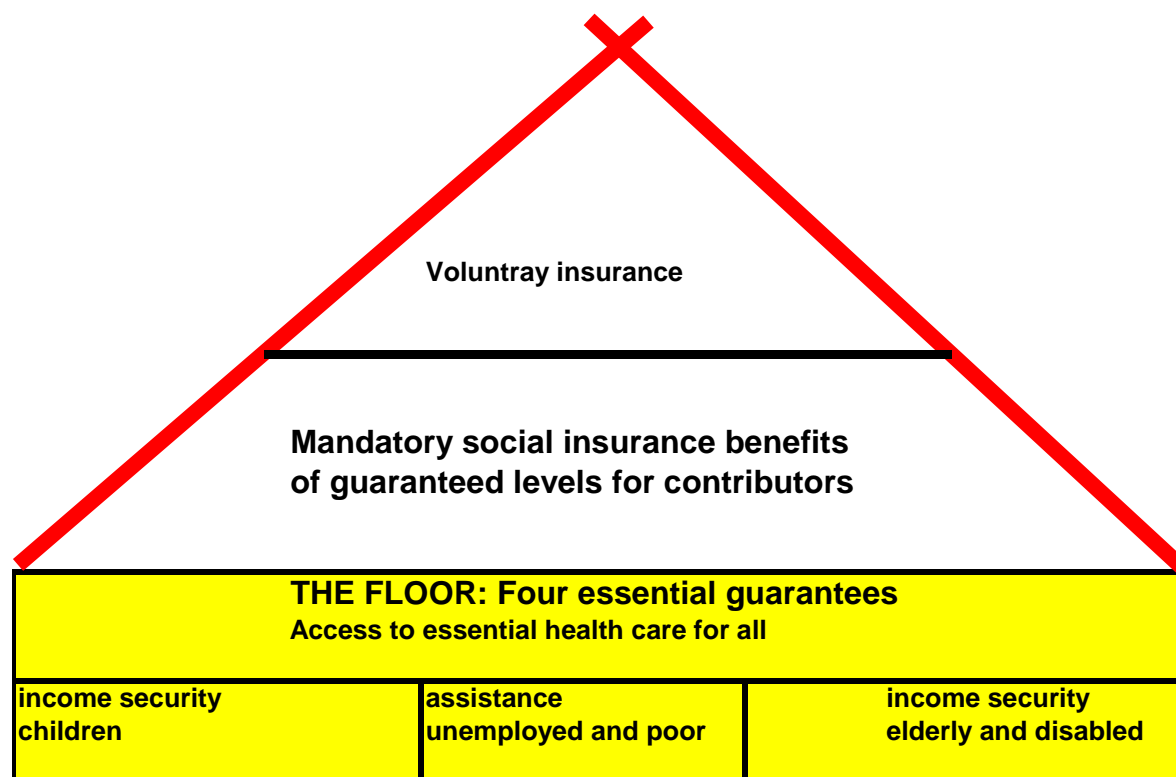 Voluntray insurance
Mandatory social insurance benefits
of guaranteed levels for contributors
THE FLOOR: Four essential guarantees
Access to essential health care for all
income security
children
assistance
unemployed and poor
income security
elderly and disabled